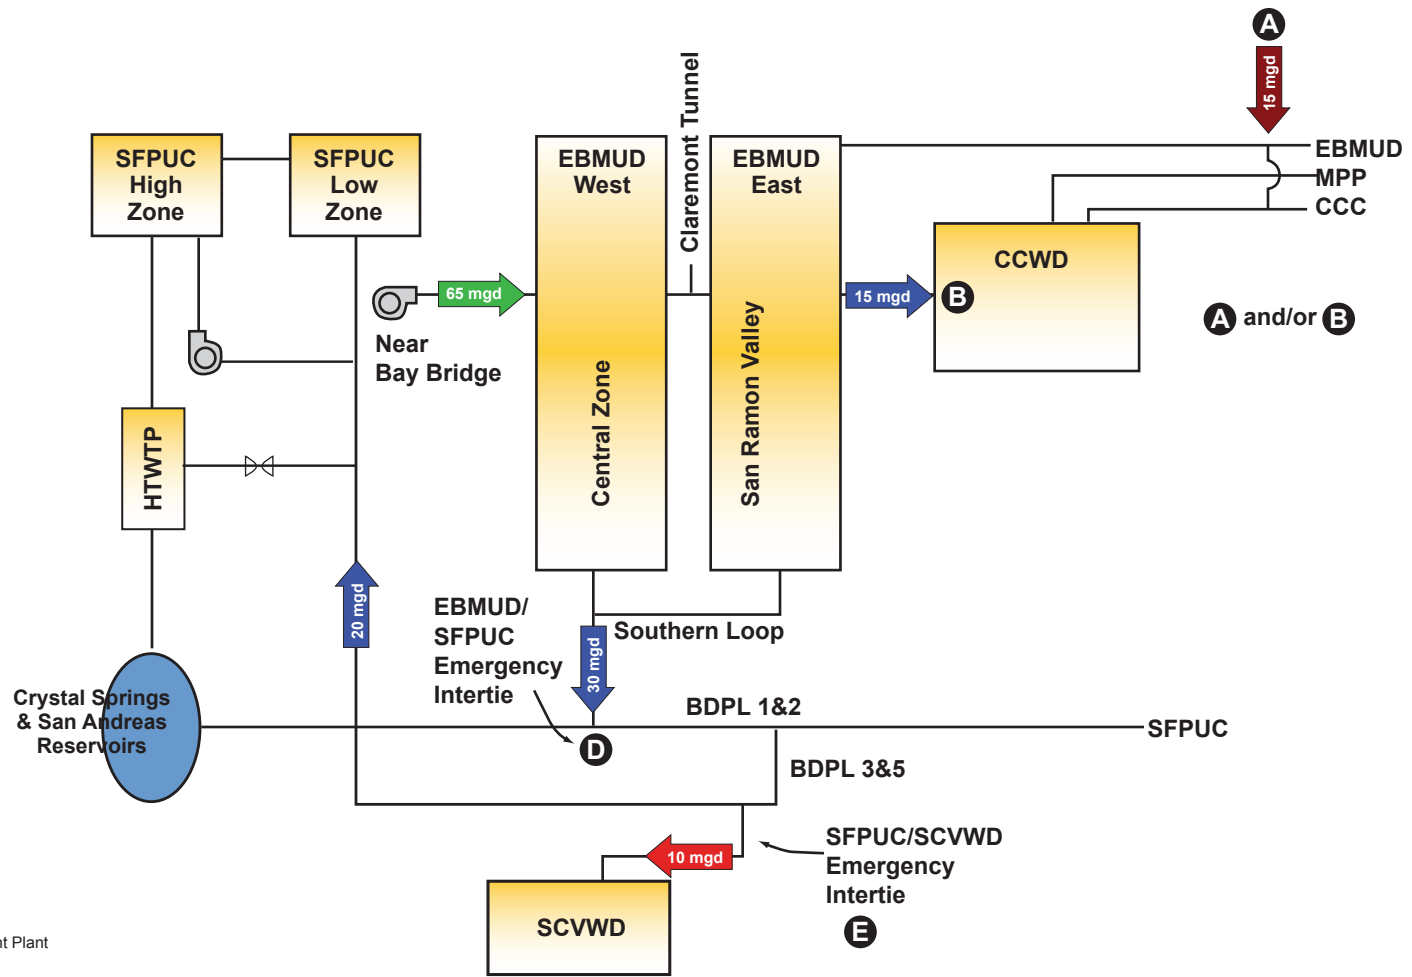 A
15 mgd
SFPUC
High
Zone
SFPUC
Low
Zone
EBMUD
West
Claremont Tunnel
EBMUD
East
EBMUD
MPP
CCC
CCWD
65 mgd
15 mgd
B
A and/or B
Near
Bay Bridge
Central Zone
San Ramon Valley
HTWTP
20 mgd
EBMUD/
SFPUC
Emergency
Intertie
Southern Loop
30 mgd
Crystal Springs
& San Andreas
Reservoirs
BDPL 1&2
SFPUC
D
BDPL 3&5
SFPUC/SCVWD
Emergency
Intertie
E
10 mgd
SCVWD
nt Plant